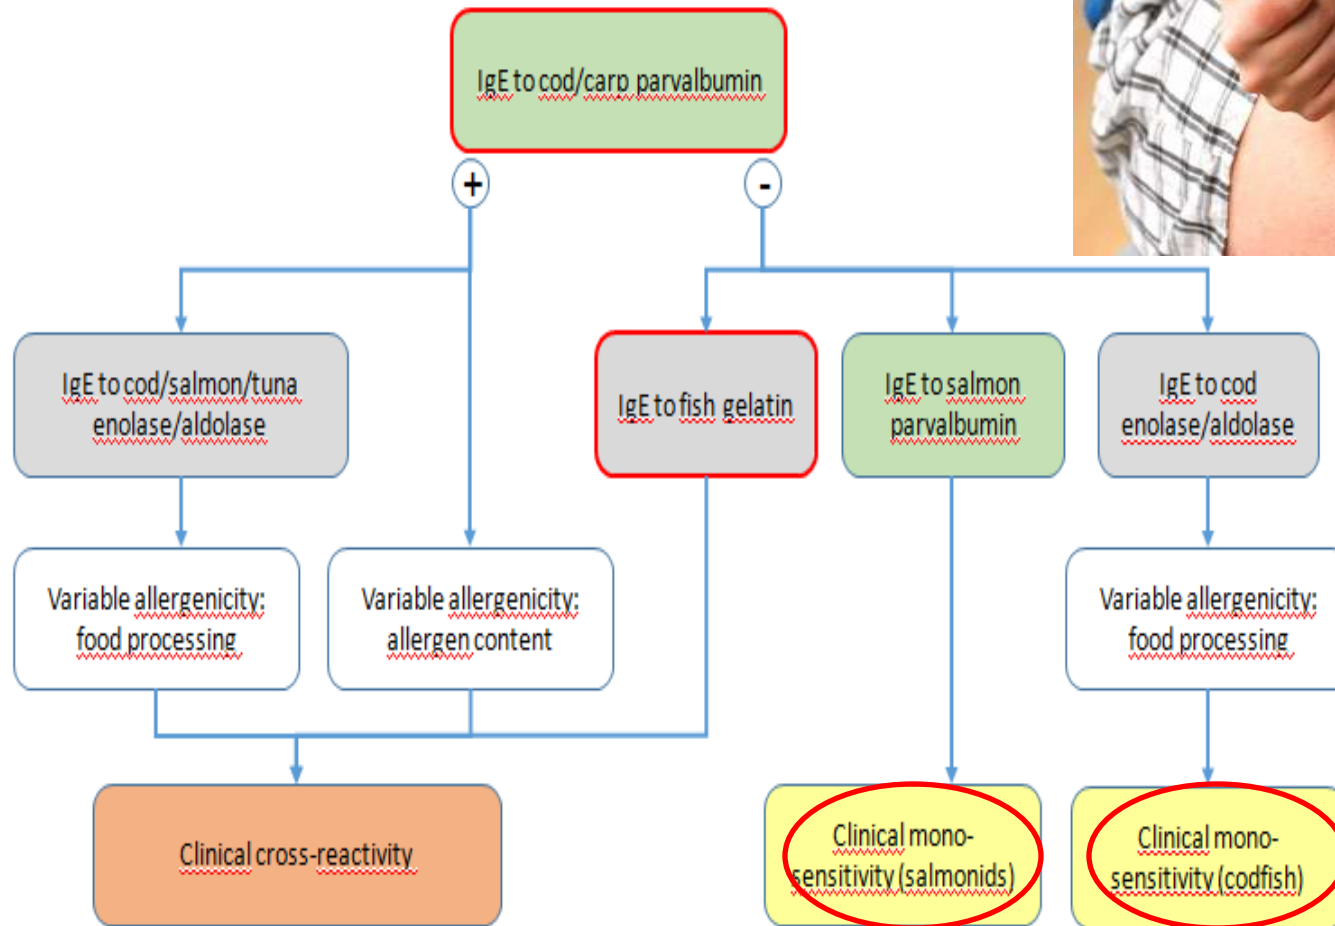 IgE to cod/carp parvalbumin
+
-
IgE to cod/salmon/tuna
enolase/aldolase
IgE to fish gelatin
IgE to salmon
parvalbumin
IgE to cod
enolase/aldolase
Variable allergenicity:
food processing
Variable allergenicity:
allergen content
Variable allergenicity:
food processing
Clinical cross-reactivity
Clinical mono-
sensitivity (salmonids)
Clinical mono-
sensitivity (codfish)